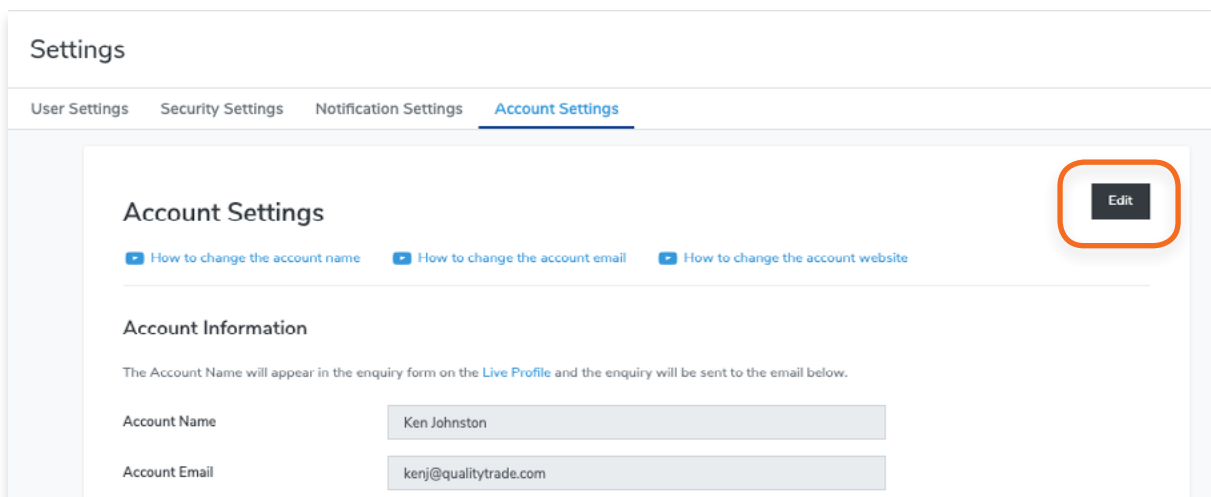 Settings
User Settings Security Settings Notification Settings Account Settings
Edit
Account Settings
How to change the account name How to change the account email How to change the account website
Account Information
The Account Name will appear in the enquiry form on the Live Profile and the enquiry will be sent to the email below.
Account Name Ken Johnston
Account Email kenj@qualitytrade.com